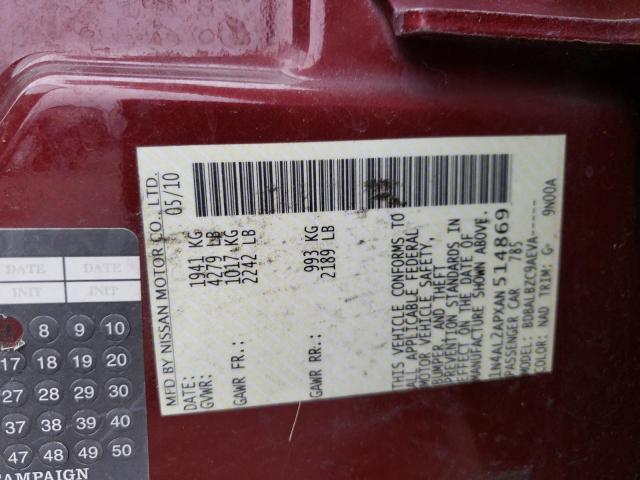 MFD BY NISSAN MOTOR CO., LTD.
DATE: 05/10
GVWR: 1941 KG
4279 LB
GAWR FR.: 1017 KG
2242 LB
GAWR RR.: 993 KG
2189 LB
THIS VEHICLE CONFORMS TO
ALL APPLICABLE FEDERAL
MOTOR VEHICLE SAFETY,
BUMPER, AND THEFT
PREVENTION STANDARDS IN
EFFECT ON THE DATE OF
MANUFACTURE SHOWN ABOVE.
1N4AL2APXAN514869
PASSENGER CAR 785
MODEL: BDBALBZC9AEVA-----
COLOR: NAD TRIM: G- 9N00A
DATE DATE
INIT INIT
8 9 10
17 18 19 20
27 28 29 30
37 38 39 40
47 48 49 50
CAMPAIGN